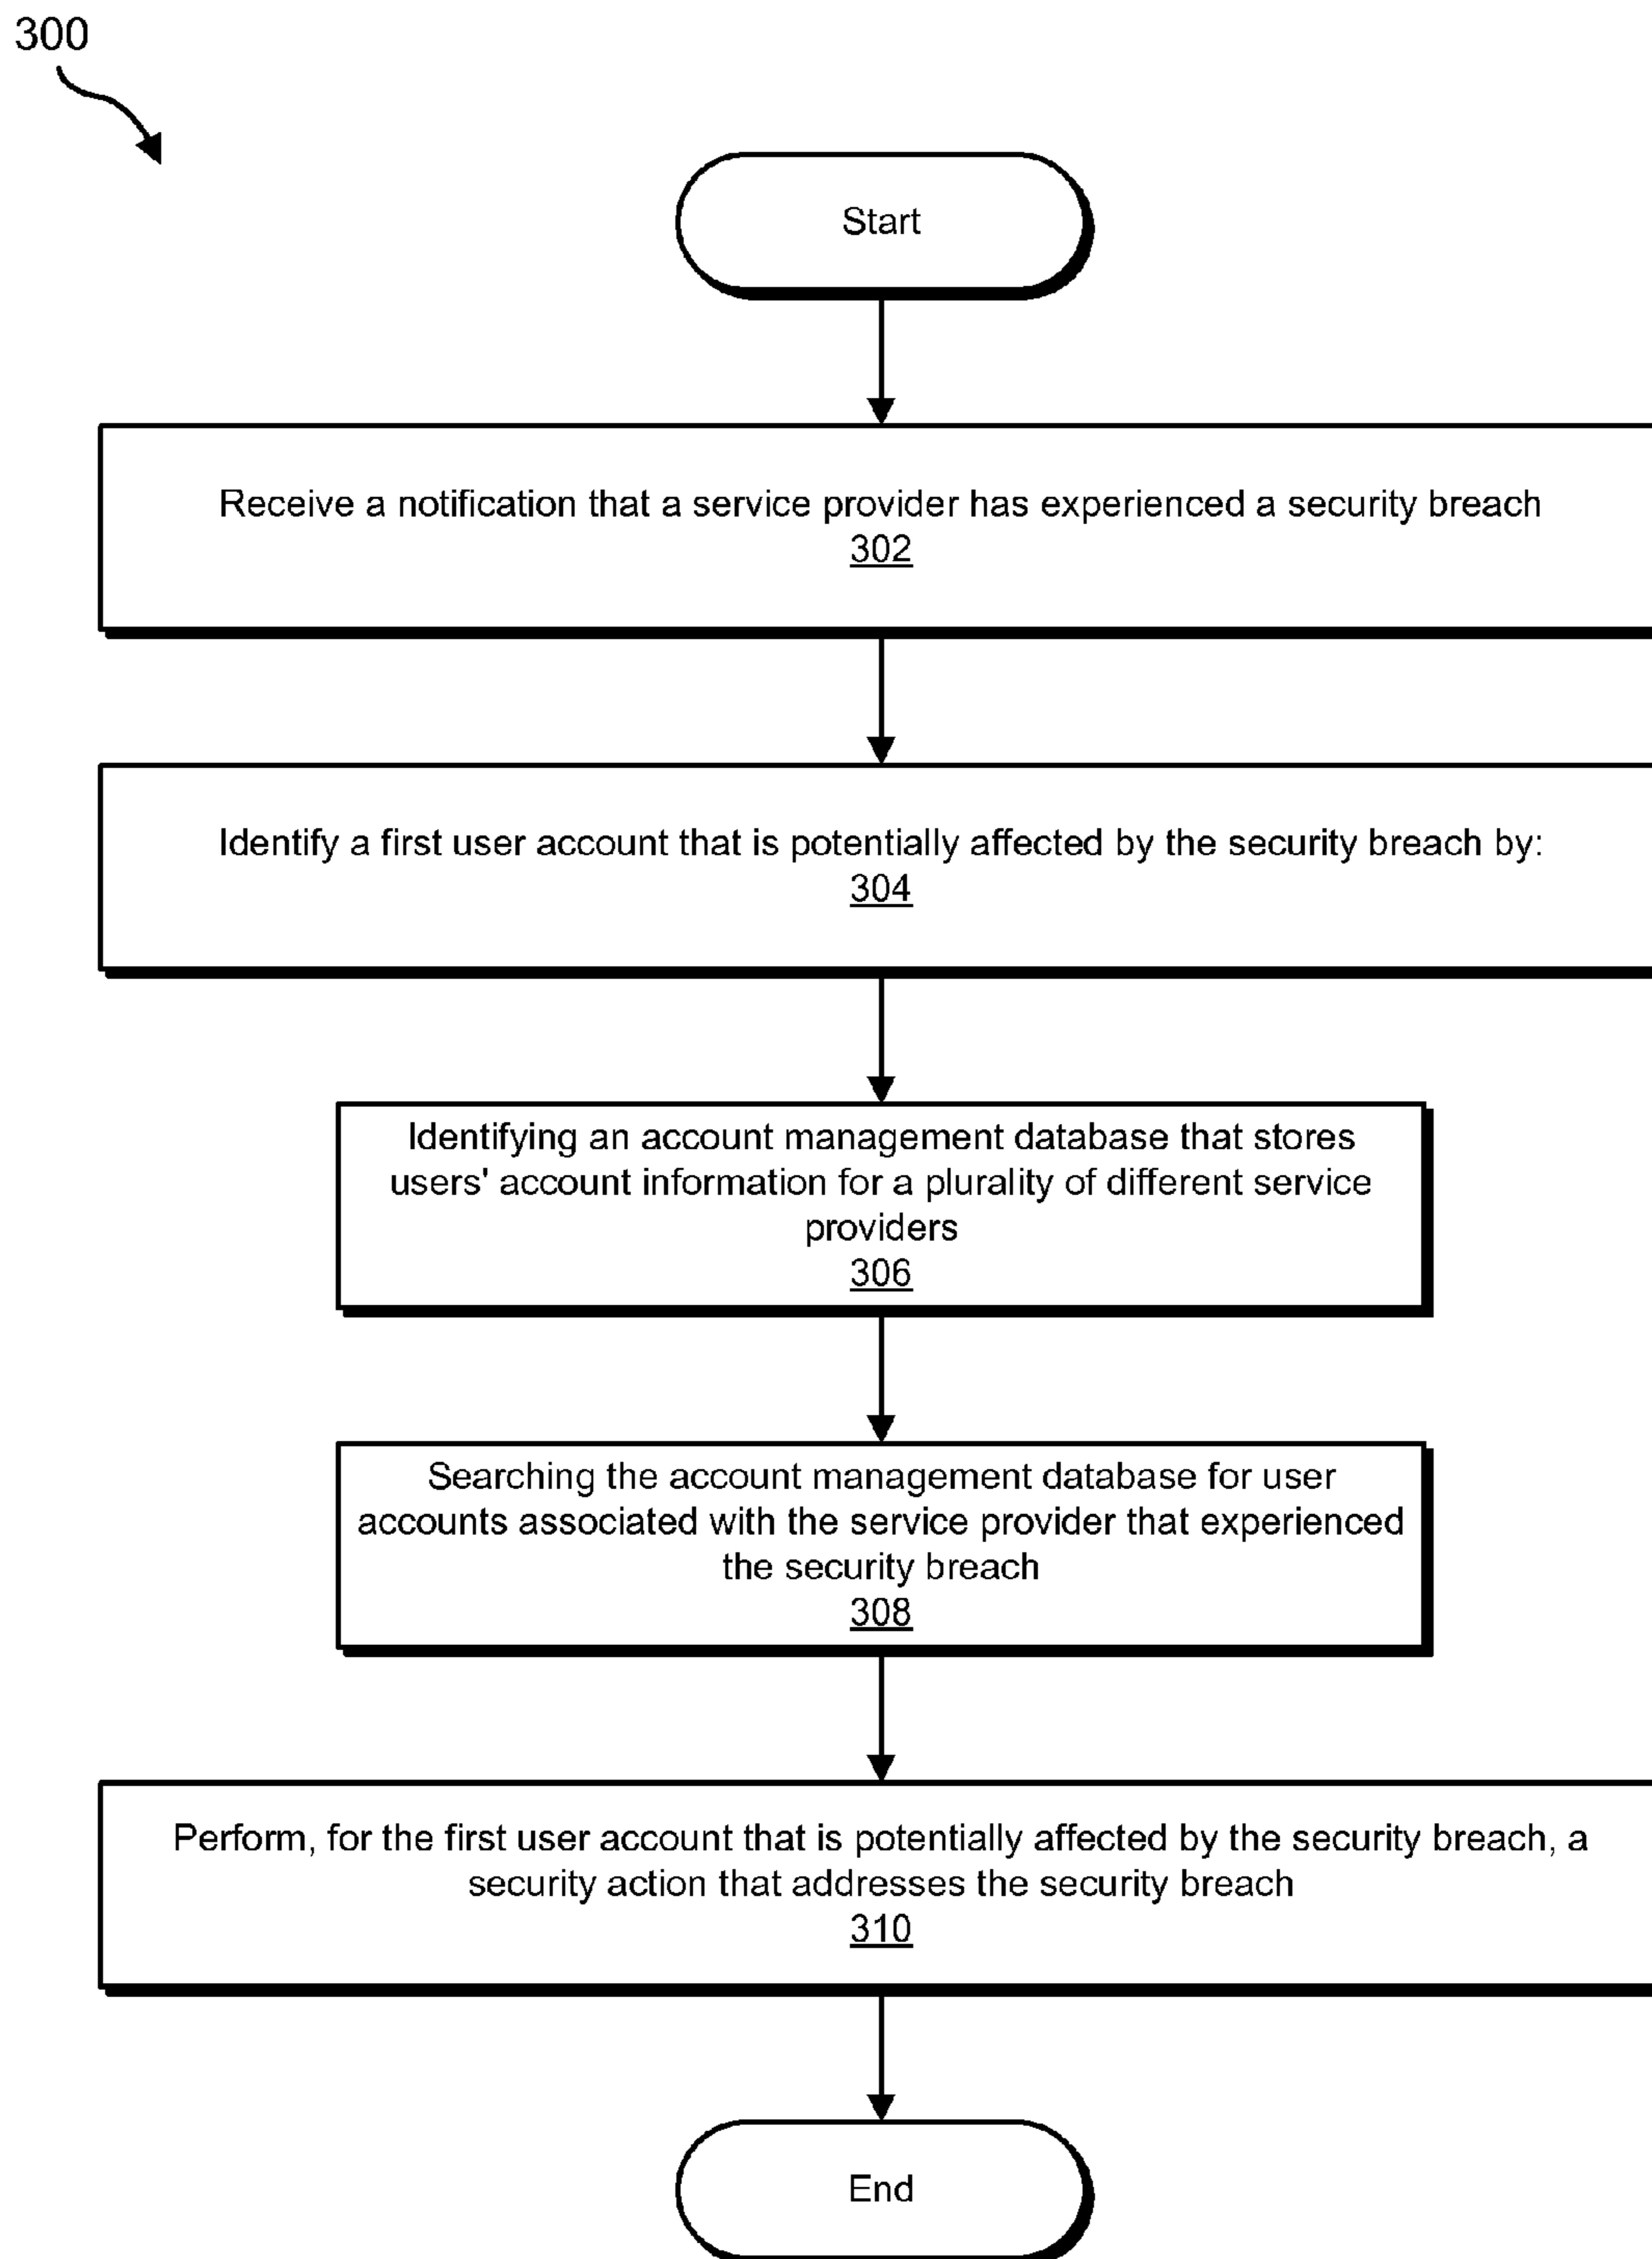 300
Start
Receive a notification that a service provider has experienced a security breach
302
Identify a first user account that is potentially affected by the security breach by:
304
Identifying an account management database that stores
users' account information for a plurality of different service
providers
306
Searching the account management database for user
accounts associated with the service provider that experienced
the security breach
308
Perform, for the first user account that is potentially affected by the security breach, a
security action that addresses the security breach
310
End